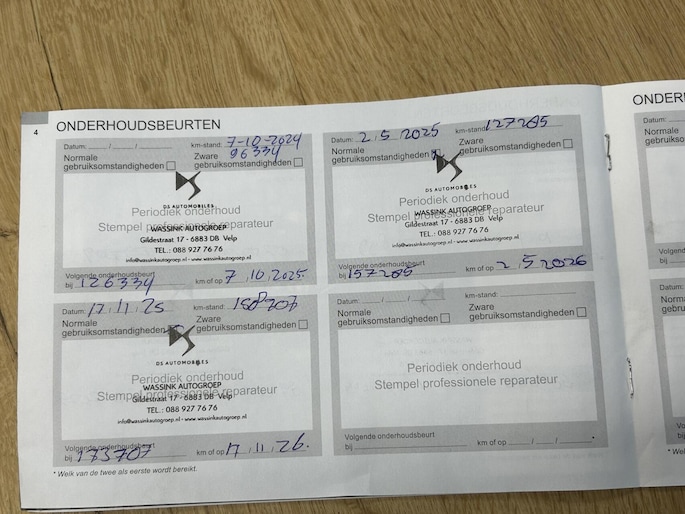 4
ONDERHOUDSBEURTEN
Datum: / / km-stand: 7-10-2024
96334
Normale gebruiksomstandigheden
Zware gebruiksomstandigheden
DS AUTOMOBILES
Periodiek onderhoud
Stempel professionele reparateur
WASSINK AUTOGROEP
Gildestraat 17 - 6883 DB Velp
TEL.: 088 927 76 76
info@wassinkautogroep.nl - www.wassinkautogroep.nl
Volgende onderhoudsbeurt
bij 126334 km of op 7.10.2025
Datum: 2.5.2025 km-stand: 127285
Normale gebruiksomstandigheden
Zware gebruiksomstandigheden
DS AUTOMOBILES
Periodiek onderhoud
Stempel professionele reparateur
WASSINK AUTOGROEP
Gildestraat 17 - 6883 DB Velp
TEL.: 088 927 76 76
info@wassinkautogroep.nl - www.wassinkautogroep.nl
Volgende onderhoudsbeurt
bij 157285 km of op 2.5.2026
Datum: 17.11.25 km-stand:
Normale gebruiksomstandigheden
Zware gebruiksomstandigheden
DS AUTOMOBILES
Periodiek onderhoud
Stempel professionele reparateur
WASSINK AUTOGROEP
Gildestraat 17 - 6883 DB Velp
TEL.: 088 927 76 76
info@wassinkautogroep.nl - www.wassinkautogroep.nl
Volgende onderhoudsbeurt
bij 173707 km of op 17.11.26.
Datum: / / km-stand:
Normale gebruiksomstandigheden
Zware gebruiksomstandigheden
Periodiek onderhoud
Stempel professionele reparateur
Volgende onderhoudsbeurt
bij km of op / /
* Welk van de twee als eerste wordt bereikt.
ONDER
Datum:
Normale